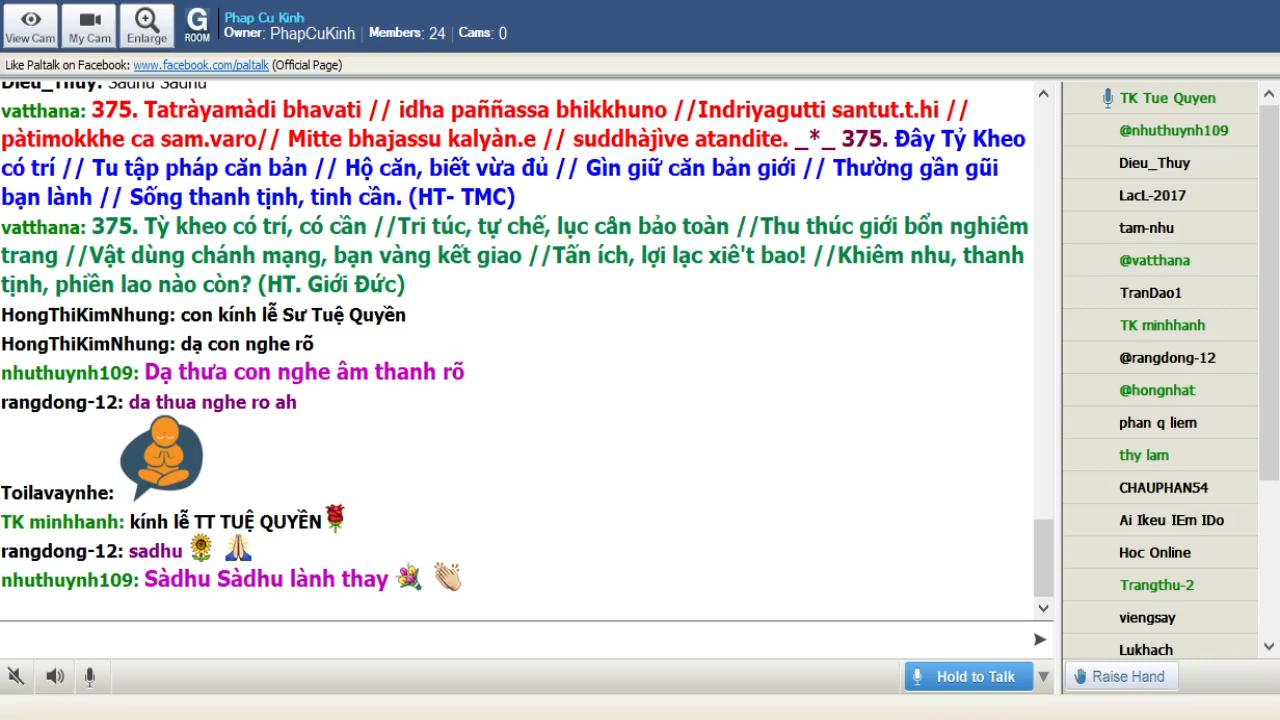 Phap Cu Kinh
Owner: PhapCuKinh | Members: 24 | Cams: 0
View Cam
My Cam
Enlarge
G
ROOM
Like Paltalk on Facebook: www.facebook.com/paltalk (Official Page)
Dieu_Thuy: Sadhu Sadhu
vatthana: 375. Tatràyamàdi bhavati // idha paññassa bhikkhuno //Indriyagutti santut.t.hi //
pàtimokkhe ca sam.varo// Mitte bhajassu kalyàn.e // suddhàjìve atandite. _*_ 375. Đây Tỷ Kheo
có trí // Tu tập pháp căn bản // Hộ căn, biết vừa đủ // Gìn giữ căn bản giới // Thường gần gũi
bạn lành // Sống thanh tịnh, tinh cần. (HT- TMC)
vatthana: 375. Tỳ kheo có trí, có cần //Tri túc, tự chế, lục cân bảo toàn //Thu thúc giới bổn nghiêm
trang //Vật dùng chánh mạng, bạn vàng kết giao //Tấn ích, lợi lạc xiê't bao! //Khiêm nhu, thanh
tịnh, phiền lao nào còn? (HT. Giới Đức)
HongThiKimNhung: con kính lễ Sư Tuệ Quyền
HongThiKimNhung: dạ con nghe rõ
nhuthuynh109: Dạ thưa con nghe âm thanh rõ
rangdong-12: da thua nghe ro ah
Toilavaynhe:
TK minhhanh: kính lễ TT TUỆ QUYỀN
rangdong-12: sadhu
nhuthuynh109: Sàdhu Sàdhu lành thay
Hold to Talk
TK Tue Quyen
@nhuthuynh109
Dieu_Thuy
LacL-2017
tam-nhu
@vatthana
TranDao1
TK minhhanh
@rangdong-12
@hongnhat
phan q liem
thy lam
CHAUPHAN54
Ai Ikeu IEm IDo
Hoc Online
Trangthu-2
viengsay
Lukhach
Raise Hand